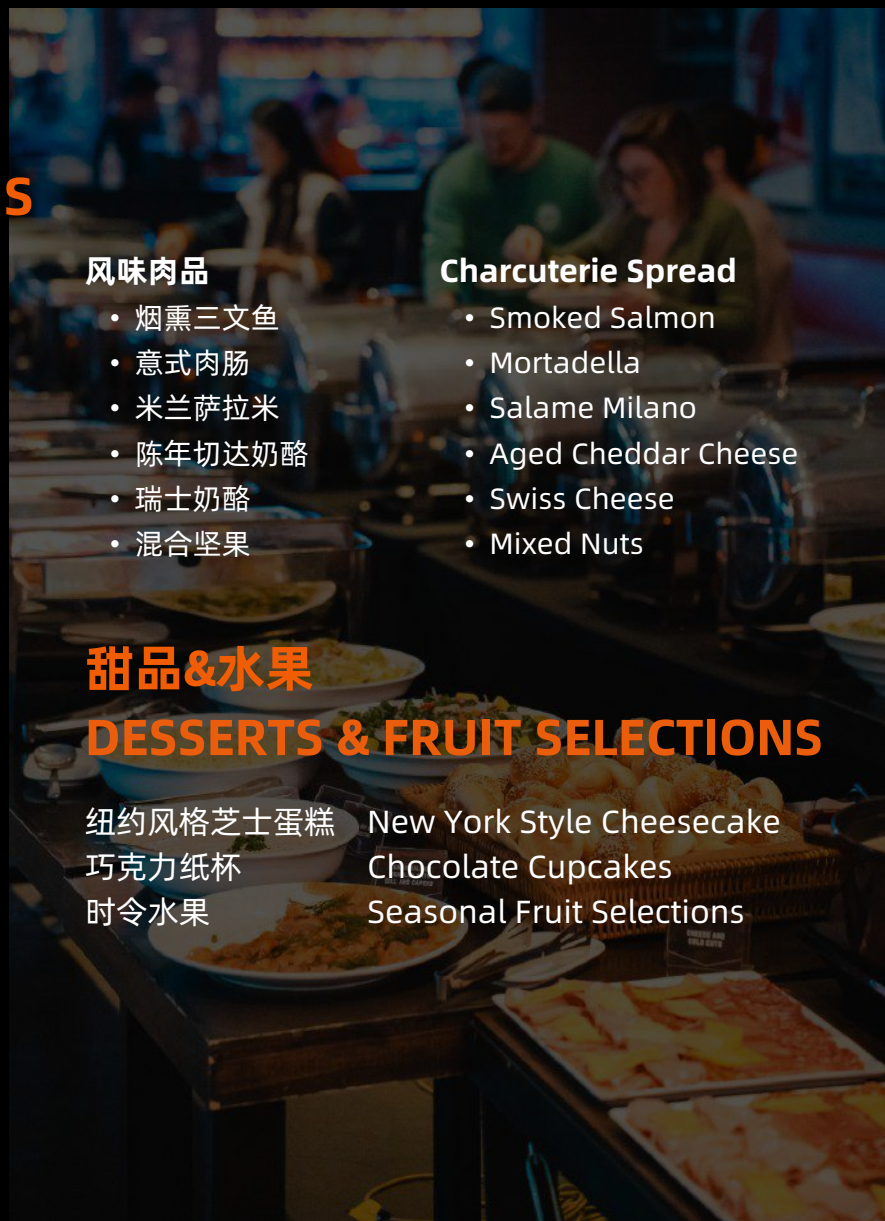 S
风味肉品
• 烟熏三文鱼
• 意式肉肠
• 米兰萨拉米
• 陈年切达奶酪
• 瑞士奶酪
• 混合坚果
Charcuterie Spread
• Smoked Salmon
• Mortadella
• Salame Milano
• Aged Cheddar Cheese
• Swiss Cheese
• Mixed Nuts
甜品&水果
DESSERTS & FRUIT SELECTIONS
纽约风格芝士蛋糕 New York Style Cheesecake
巧克力纸杯 Chocolate Cupcakes
时令水果 Seasonal Fruit Selections
CHEESE AND
COLD CUTS